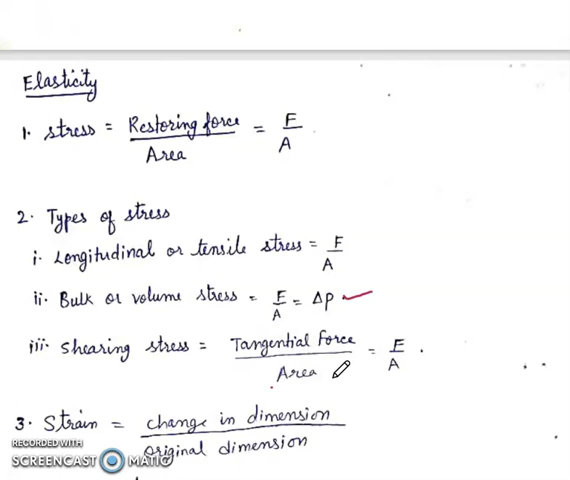 Elasticity
1. Stress = Restoring force / Area = F / A
2. Types of stress
i. Longitudinal or tensile stress = F / A
ii. Bulk or volume stress = F / A = Δp
iii. Shearing stress = Tangential Force / Area = F / A .
3. Strain = change in dimension / original dimension
RECORDED WITH
SCREENCAST MATIC